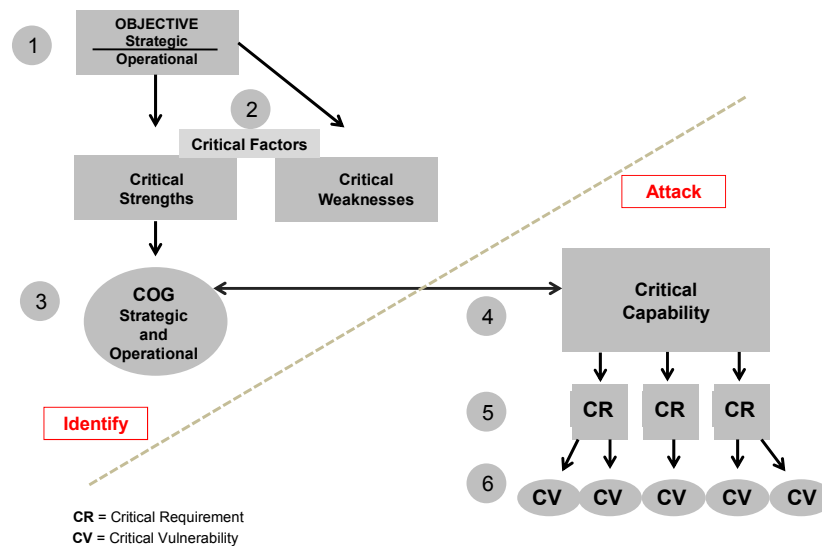 1
OBJECTIVE
Strategic
Operational
2
Critical Factors
Critical
Strengths
Critical
Weaknesses
Attack
3
COG
Strategic
and
Operational
4
Critical
Capability
Identify
5
CR
CR
CR
6
CV
CV
CV
CV
CV
CR = Critical Requirement
CV = Critical Vulnerability